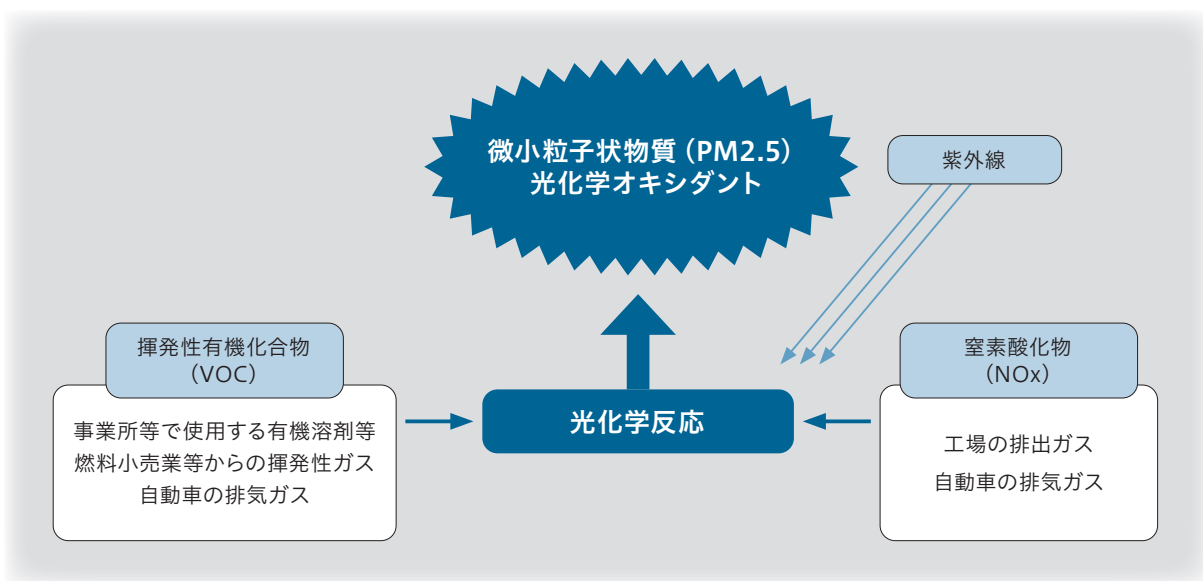 微小粒子状物質(PM2.5)
光化学オキシダント
紫外線
揮発性有機化合物
(VOC)
事業所等で使用する有機溶剤等
燃料小売業等からの揮発性ガス
自動車の排気ガス
光化学反応
窒素酸化物
(NOx)
工場の排出ガス
自動車の排気ガス